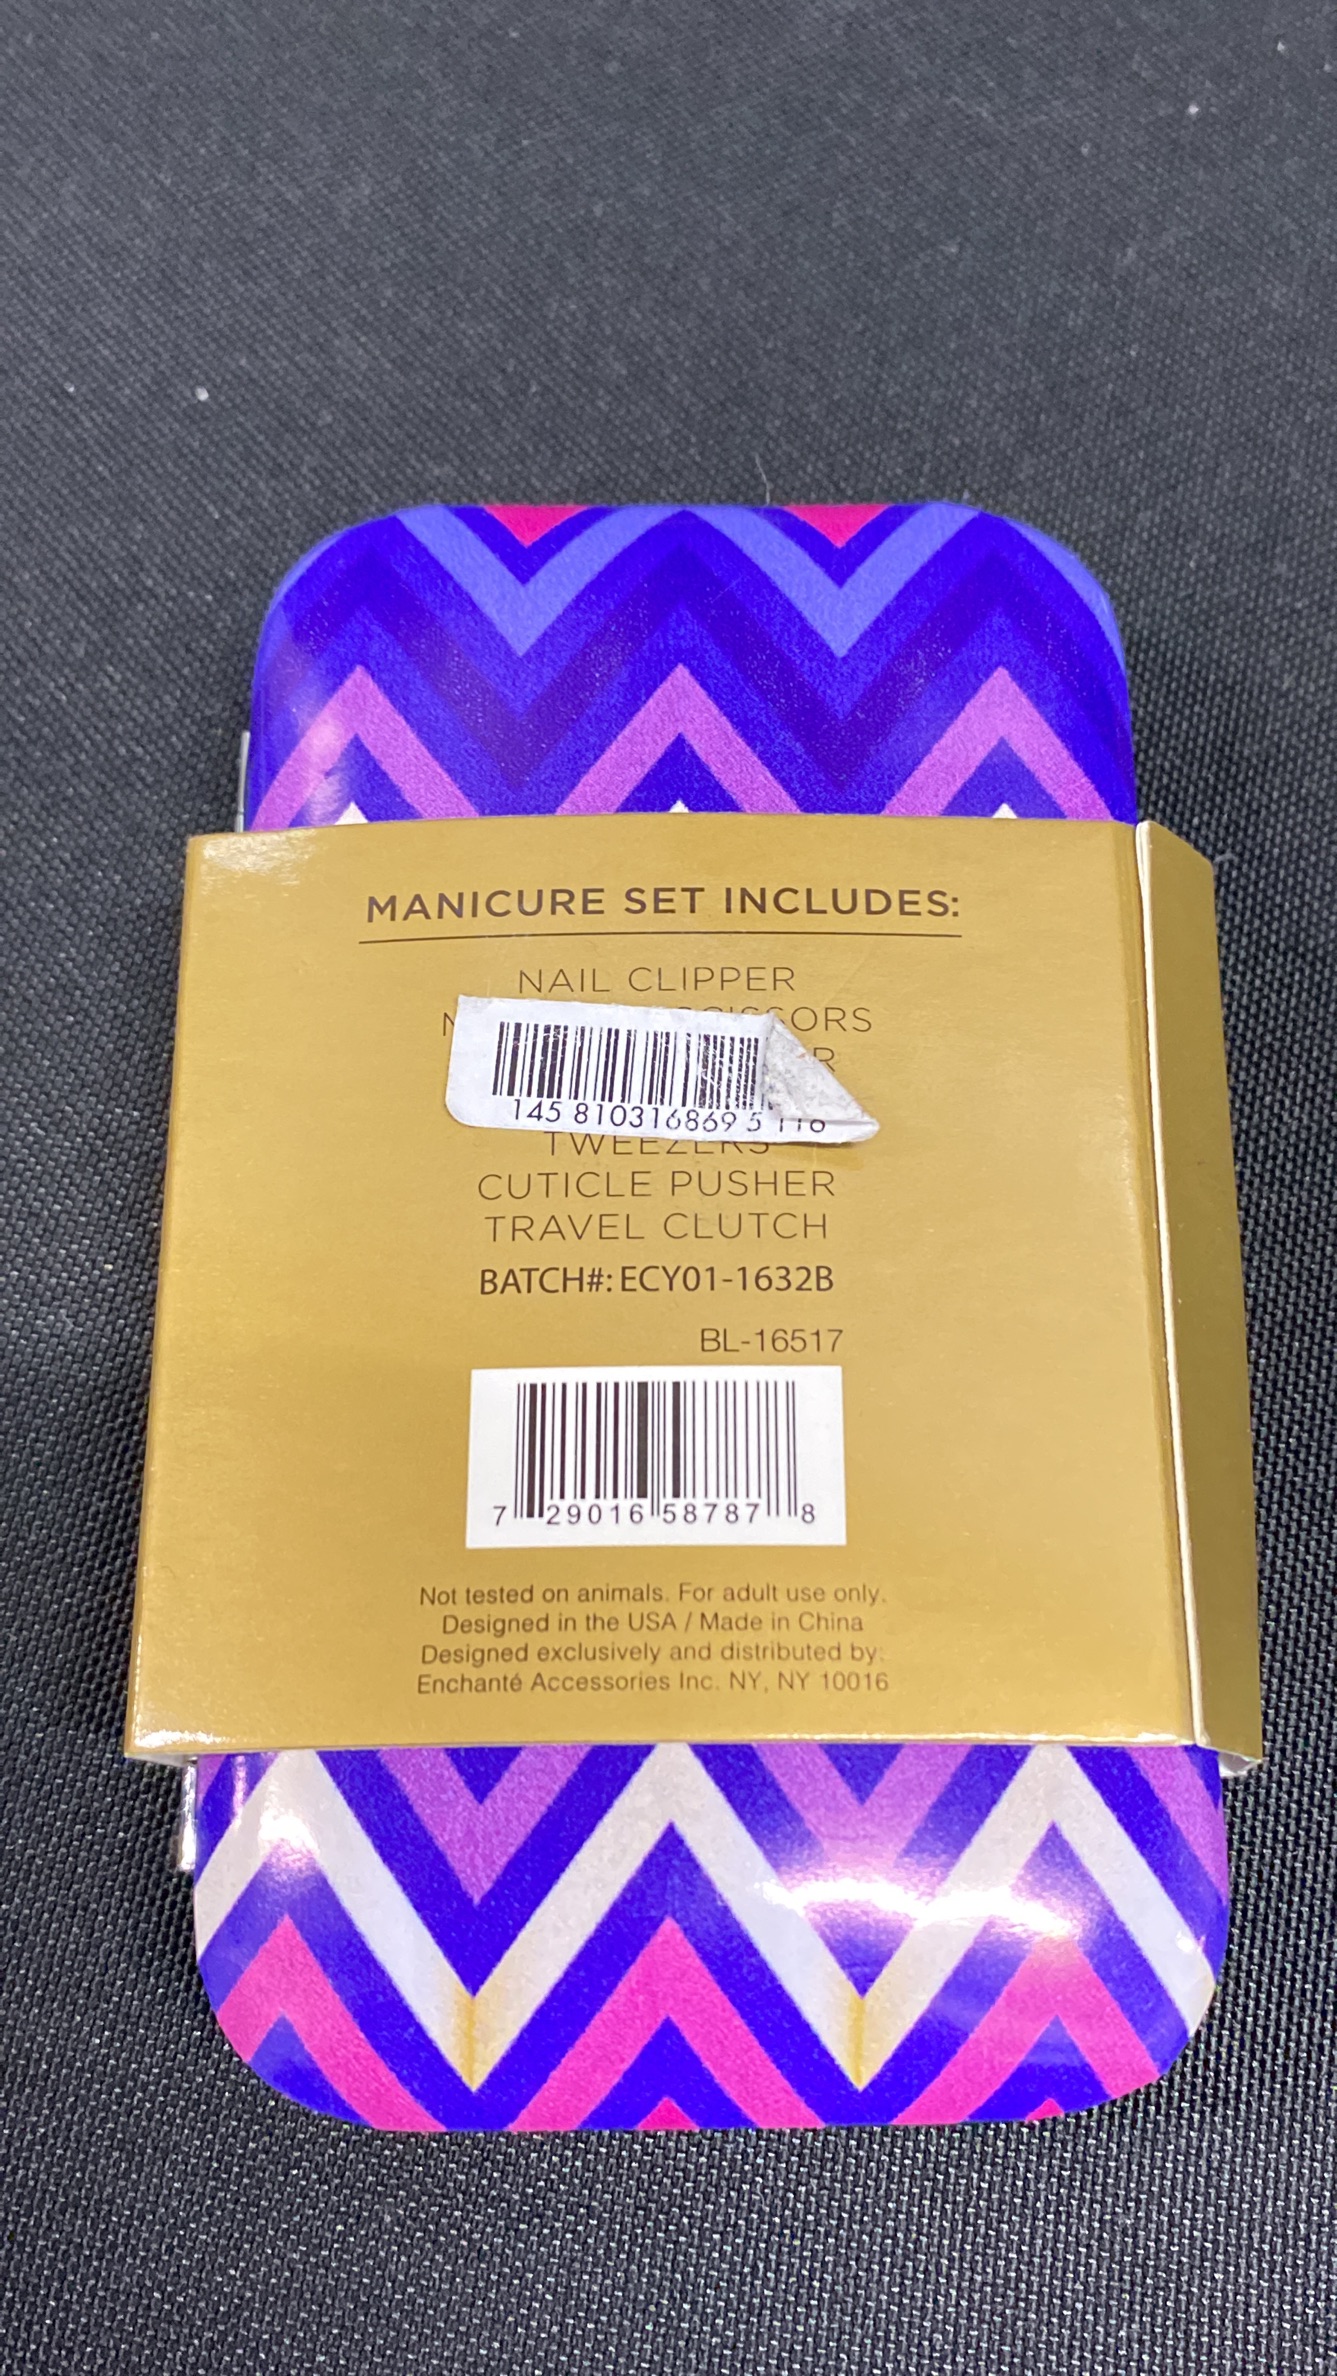 MANICURE SET INCLUDES:
NAIL CLIPPER
145 810316869 5
TWEEZERS
CUTICLE PUSHER
TRAVEL CLUTCH
BATCH#: ECY01-1632B
BL-16517
7 29016 58787 8
Not tested on animals. For adult use only.
Designed in the USA / Made in China
Designed exclusively and distributed by:
Enchanté Accessories Inc. NY, NY 10016